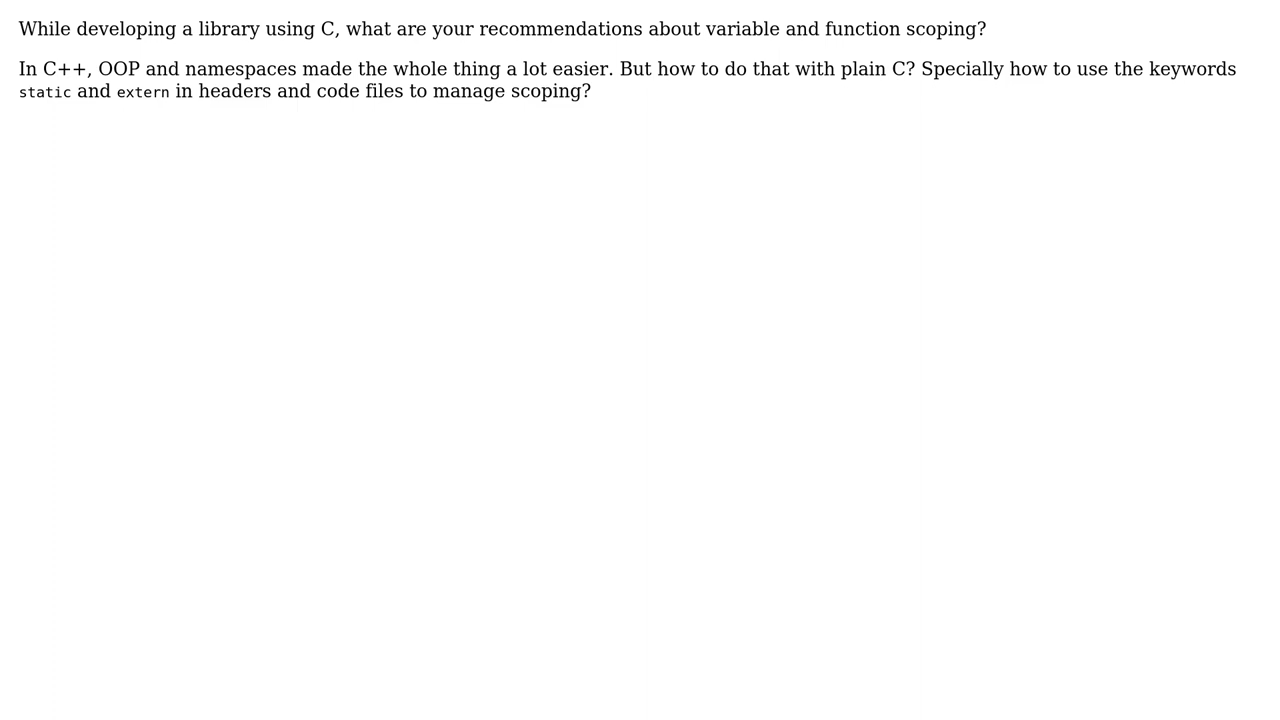 While developing a library using C, what are your recommendations about variable and function scoping?
In C++, OOP and namespaces made the whole thing a lot easier. But how to do that with plain C? Specially how to use the keywords
static and extern in headers and code files to manage scoping?